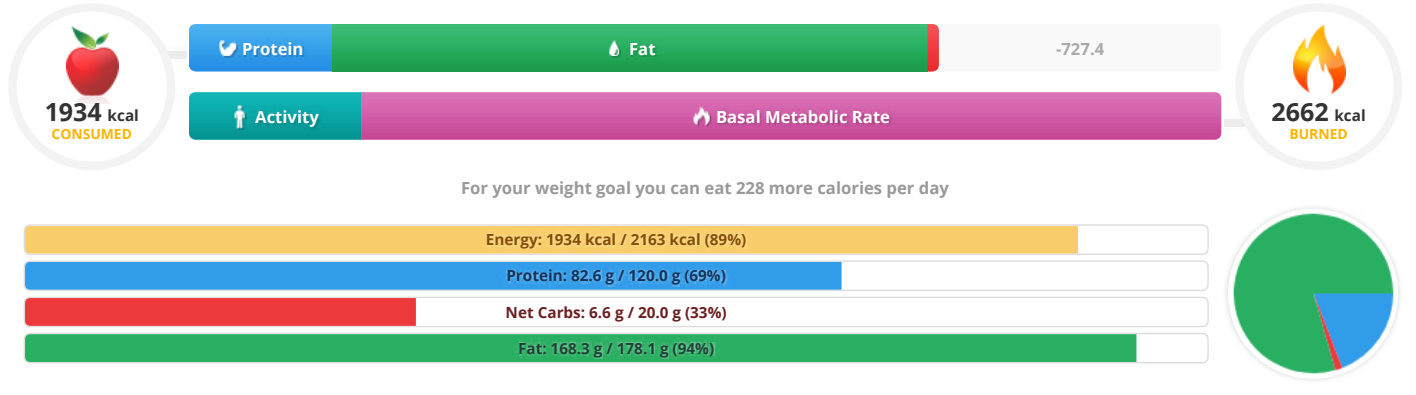 Protein
Fat
-727.4
1934 kcal
CONSUMED
Activity
Basal Metabolic Rate
2662 kcal
BURNED
For your weight goal you can eat 228 more calories per day
Energy: 1934 kcal / 2163 kcal (89%)
Protein: 82.6 g / 120.0 g (69%)
Net Carbs: 6.6 g / 20.0 g (33%)
Fat: 168.3 g / 178.1 g (94%)